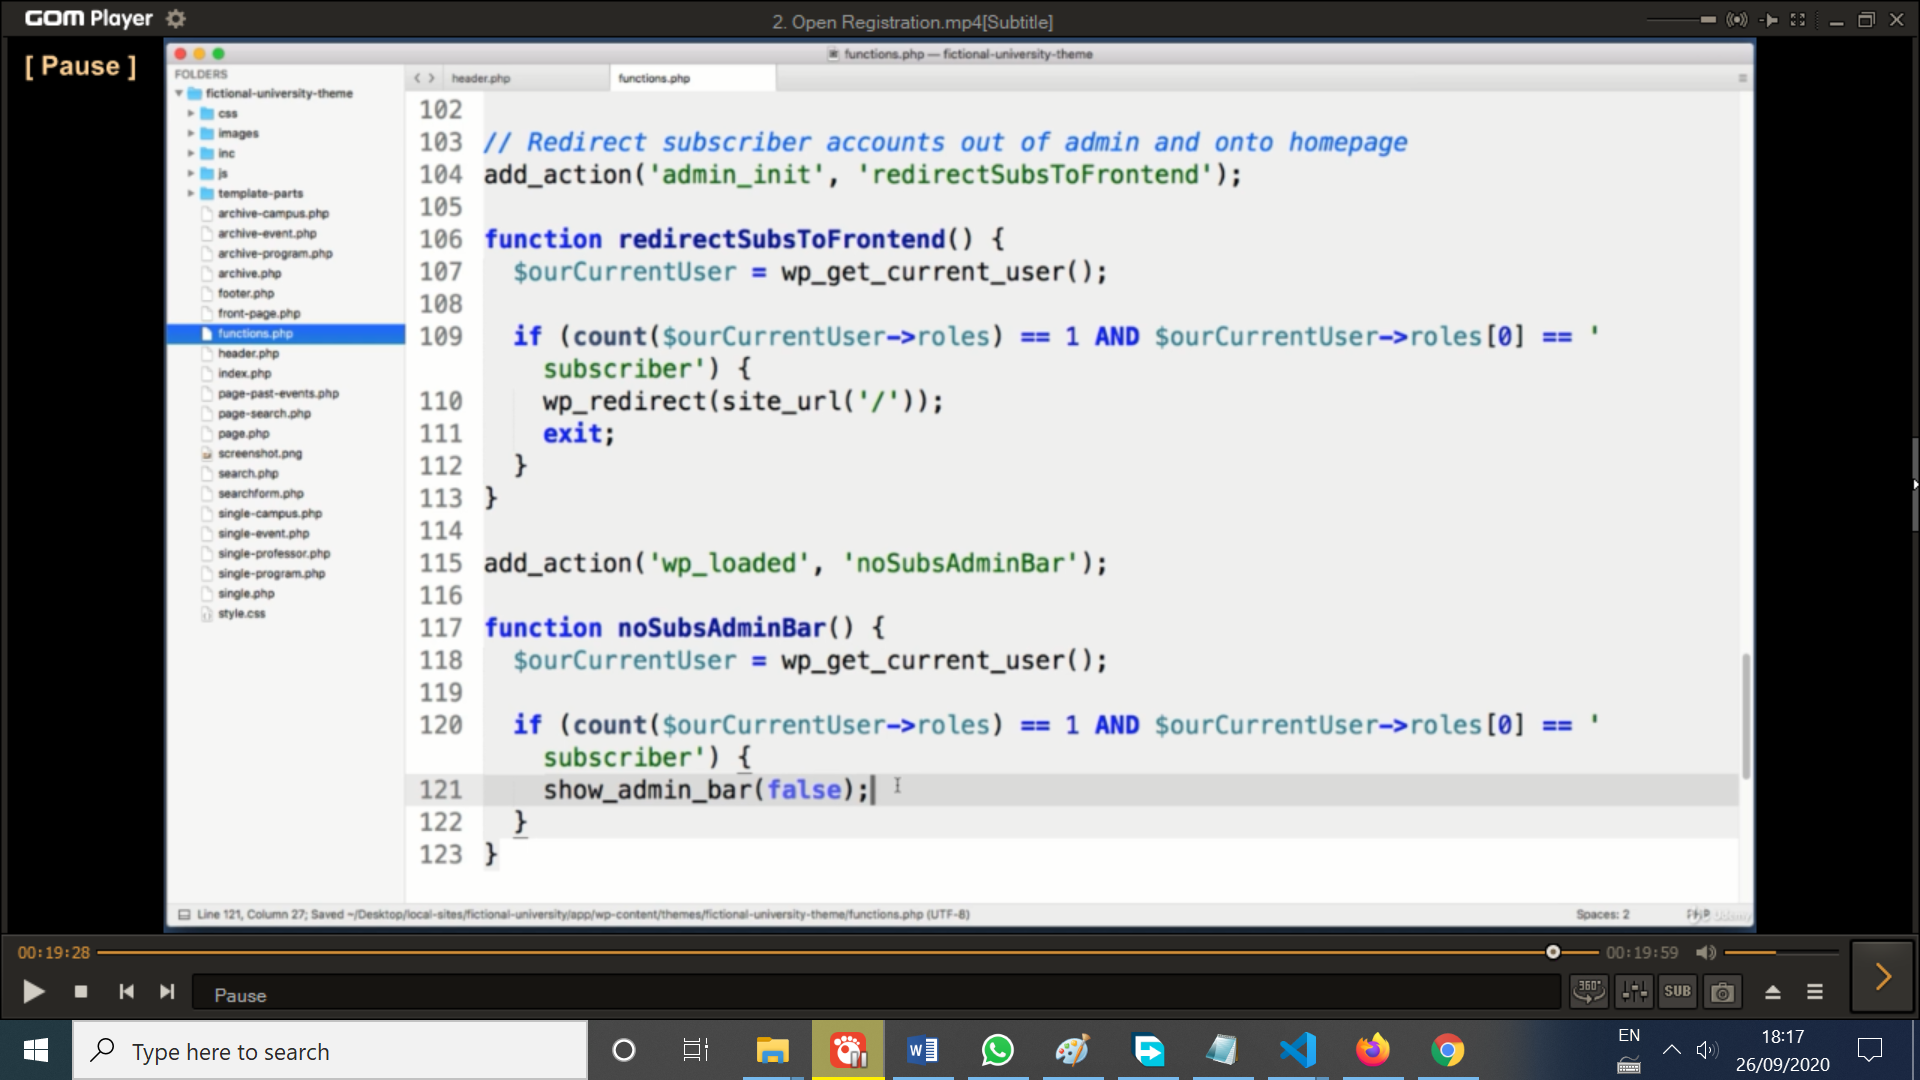 GOM Player
2. Open Registration.mp4[Subtitle]
[ Pause ]
functions.php — fictional-university-theme
FOLDERS
fictional-university-theme
css
images
inc
js
template-parts
archive-campus.php
archive-event.php
archive-program.php
archive.php
footer.php
front-page.php
functions.php
header.php
index.php
page-past-events.php
page-search.php
page.php
screenshot.png
search.php
searchform.php
single-campus.php
single-event.php
single-professor.php
single-program.php
single.php
style.css
header.php
functions.php
102
103 // Redirect subscriber accounts out of admin and onto homepage
104 add_action('admin_init', 'redirectSubsToFrontend');
105
106 function redirectSubsToFrontend() {
107 $ourCurrentUser = wp_get_current_user();
108
109 if (count($ourCurrentUser->roles) == 1 AND $ourCurrentUser->roles[0] == '
subscriber') {
110 wp_redirect(site_url('/'));
111 exit;
112 }
113 }
114
115 add_action('wp_loaded', 'noSubsAdminBar');
116
117 function noSubsAdminBar() {
118 $ourCurrentUser = wp_get_current_user();
119
120 if (count($ourCurrentUser->roles) == 1 AND $ourCurrentUser->roles[0] == '
subscriber') {
121 show_admin_bar(false);
122 }
123 }
Line 121, Column 27; Saved ~/Desktop/local-sites/fictional-university/app/wp-content/themes/fictional-university-theme/functions.php (UTF-8)
Spaces: 2
PHP
Udemy
00:19:28
00:19:59
Pause
360°
SUB
Type here to search
EN
18:17
26/09/2020